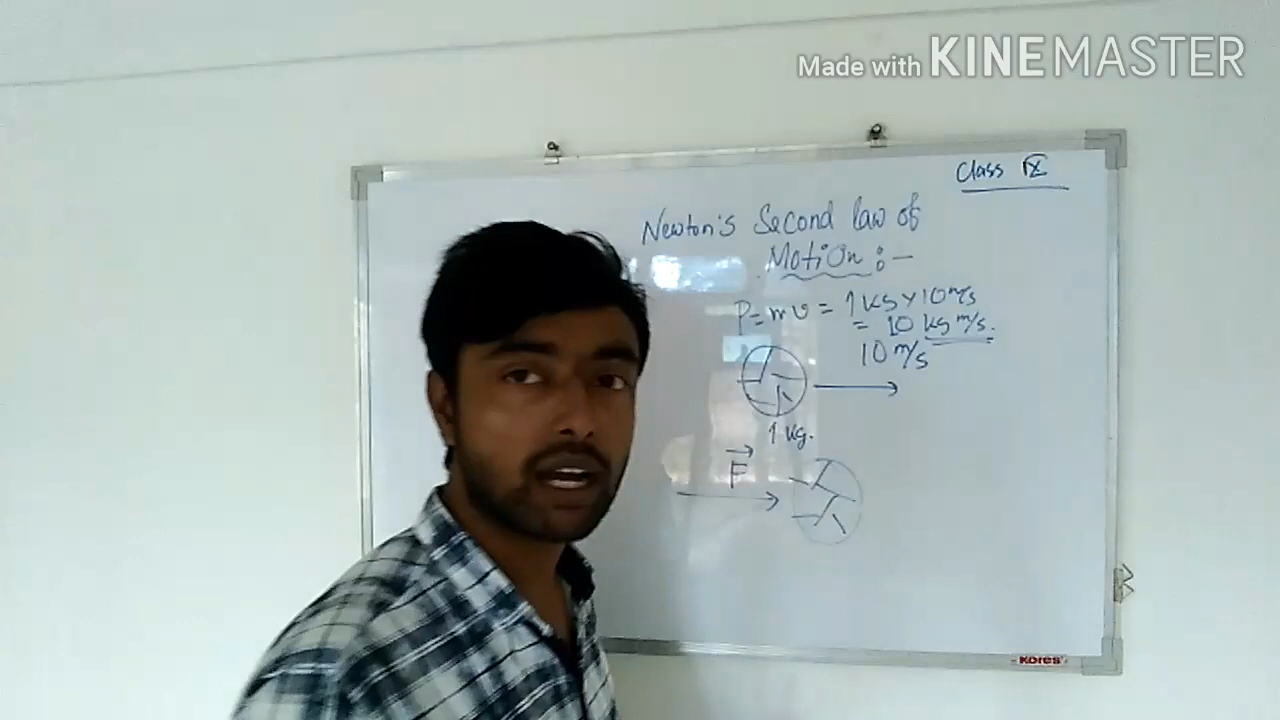 Made with KINEMASTER
Class IX
Newton's Second law of
Motion :-
P = mv = 1 kg × 10 m/s
= 10 kg m/s.
10 m/s
1 kg.
F
KORES